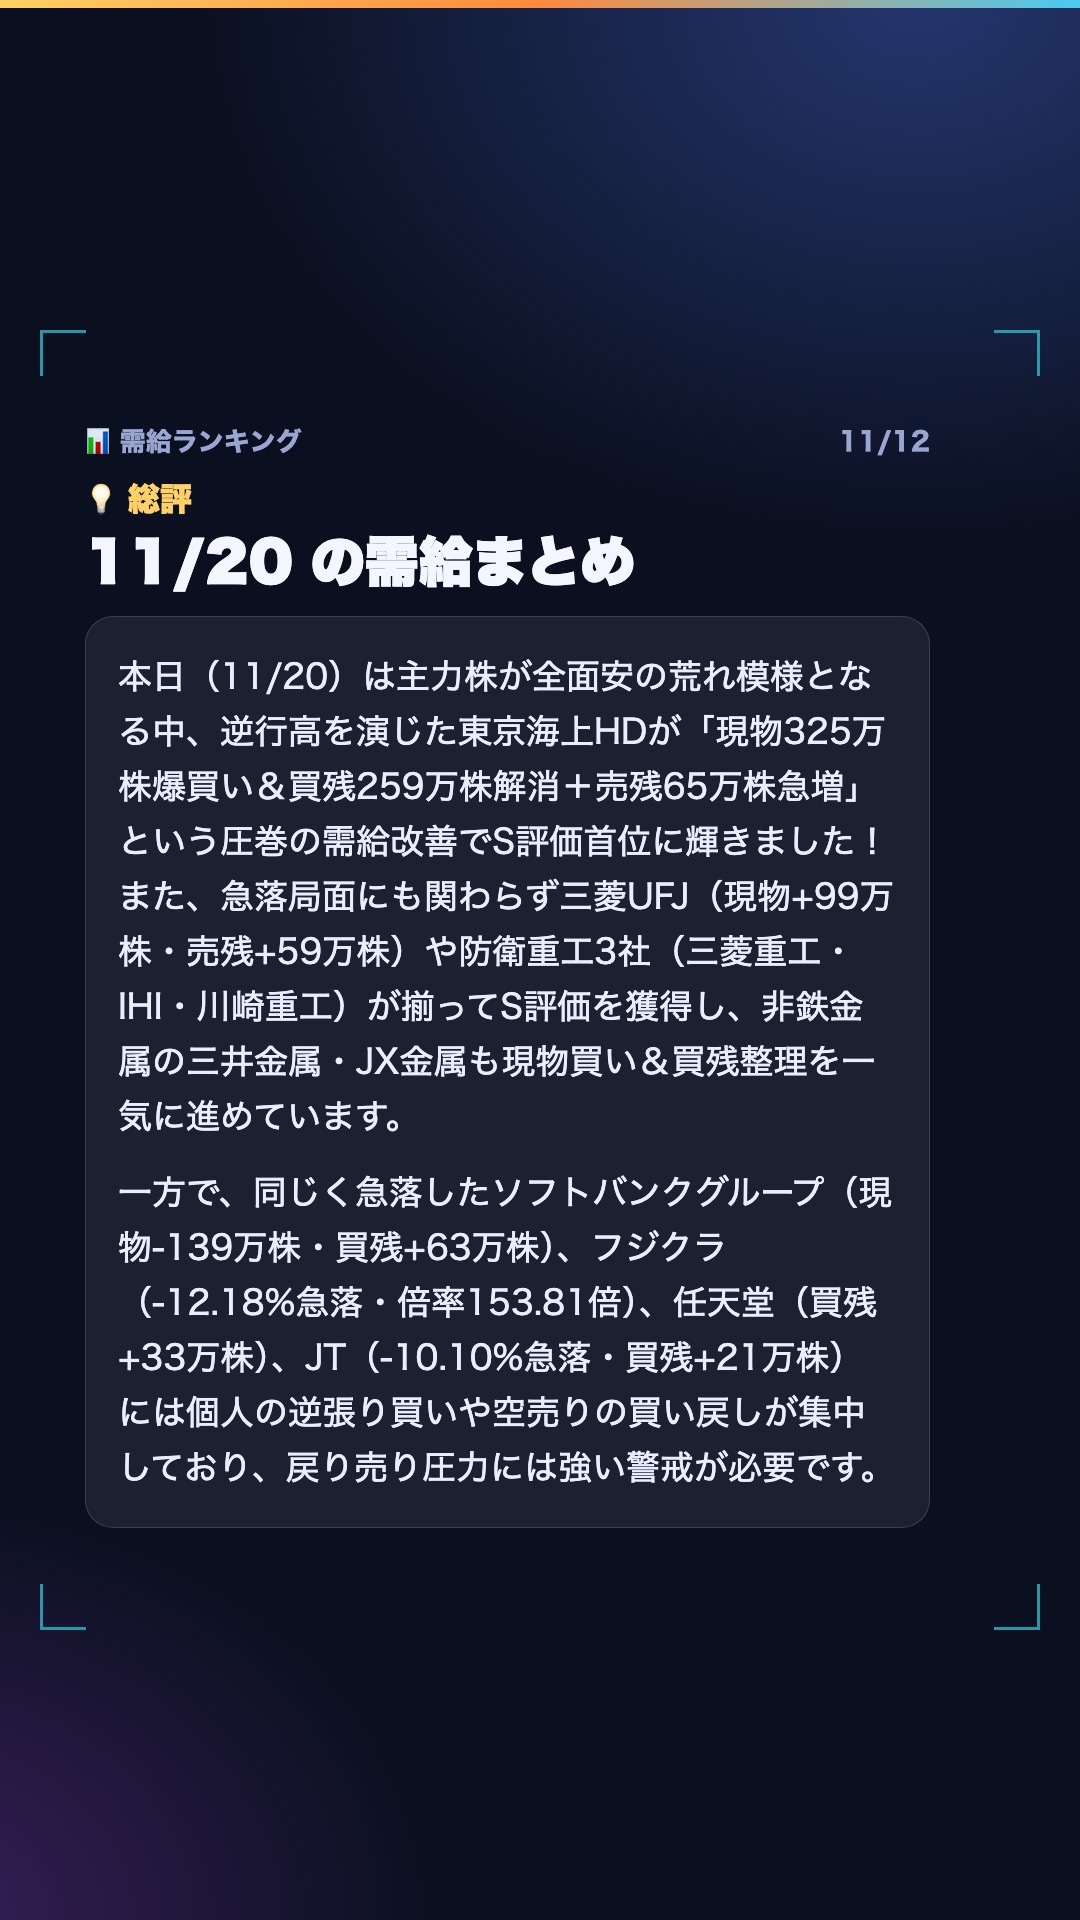 📊 需給ランキング
11/12
💡 総評
11/20 の需給まとめ
本日（11/20）は主力株が全面安の荒れ模様とな
る中、逆行高を演じた東京海上HDが「現物325万
株爆買い＆買残259万株解消＋売残65万株急増」
という圧巻の需給改善でS評価首位に輝きました！
また、急落局面にも関わらず三菱UFJ（現物+99万
株・売残+59万株）や防衛重工3社（三菱重工・
IHI・川崎重工）が揃ってS評価を獲得し、非鉄金
属の三井金属・JX金属も現物買い＆買残整理を一
気に進めています。
一方で、同じく急落したソフトバンクグループ（現
物-139万株・買残+63万株）、フジクラ
（-12.18%急落・倍率153.81倍）、任天堂（買残
+33万株）、JT（-10.10%急落・買残+21万株）
には個人の逆張り買いや空売りの買い戻しが集中
しており、戻り売り圧力には強い警戒が必要です。